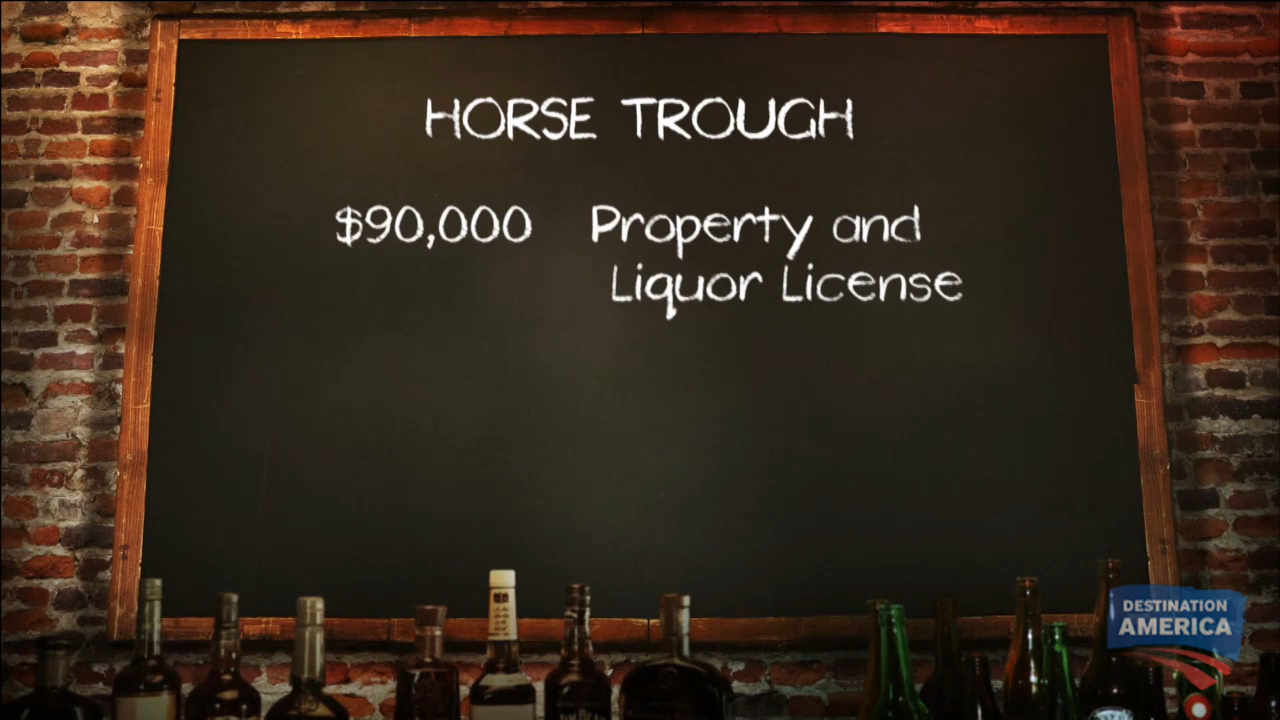 HORSE TROUGH
$90,000 Property and
Liquor License
DESTINATION
AMERICA